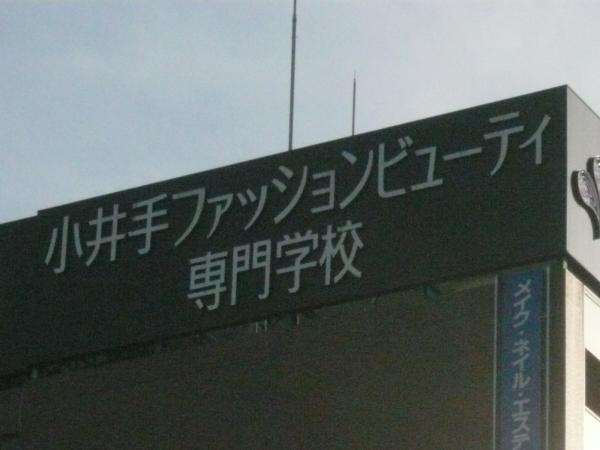 小井手ファッションビューティ
専門学校
メイク・ネイル・エステ